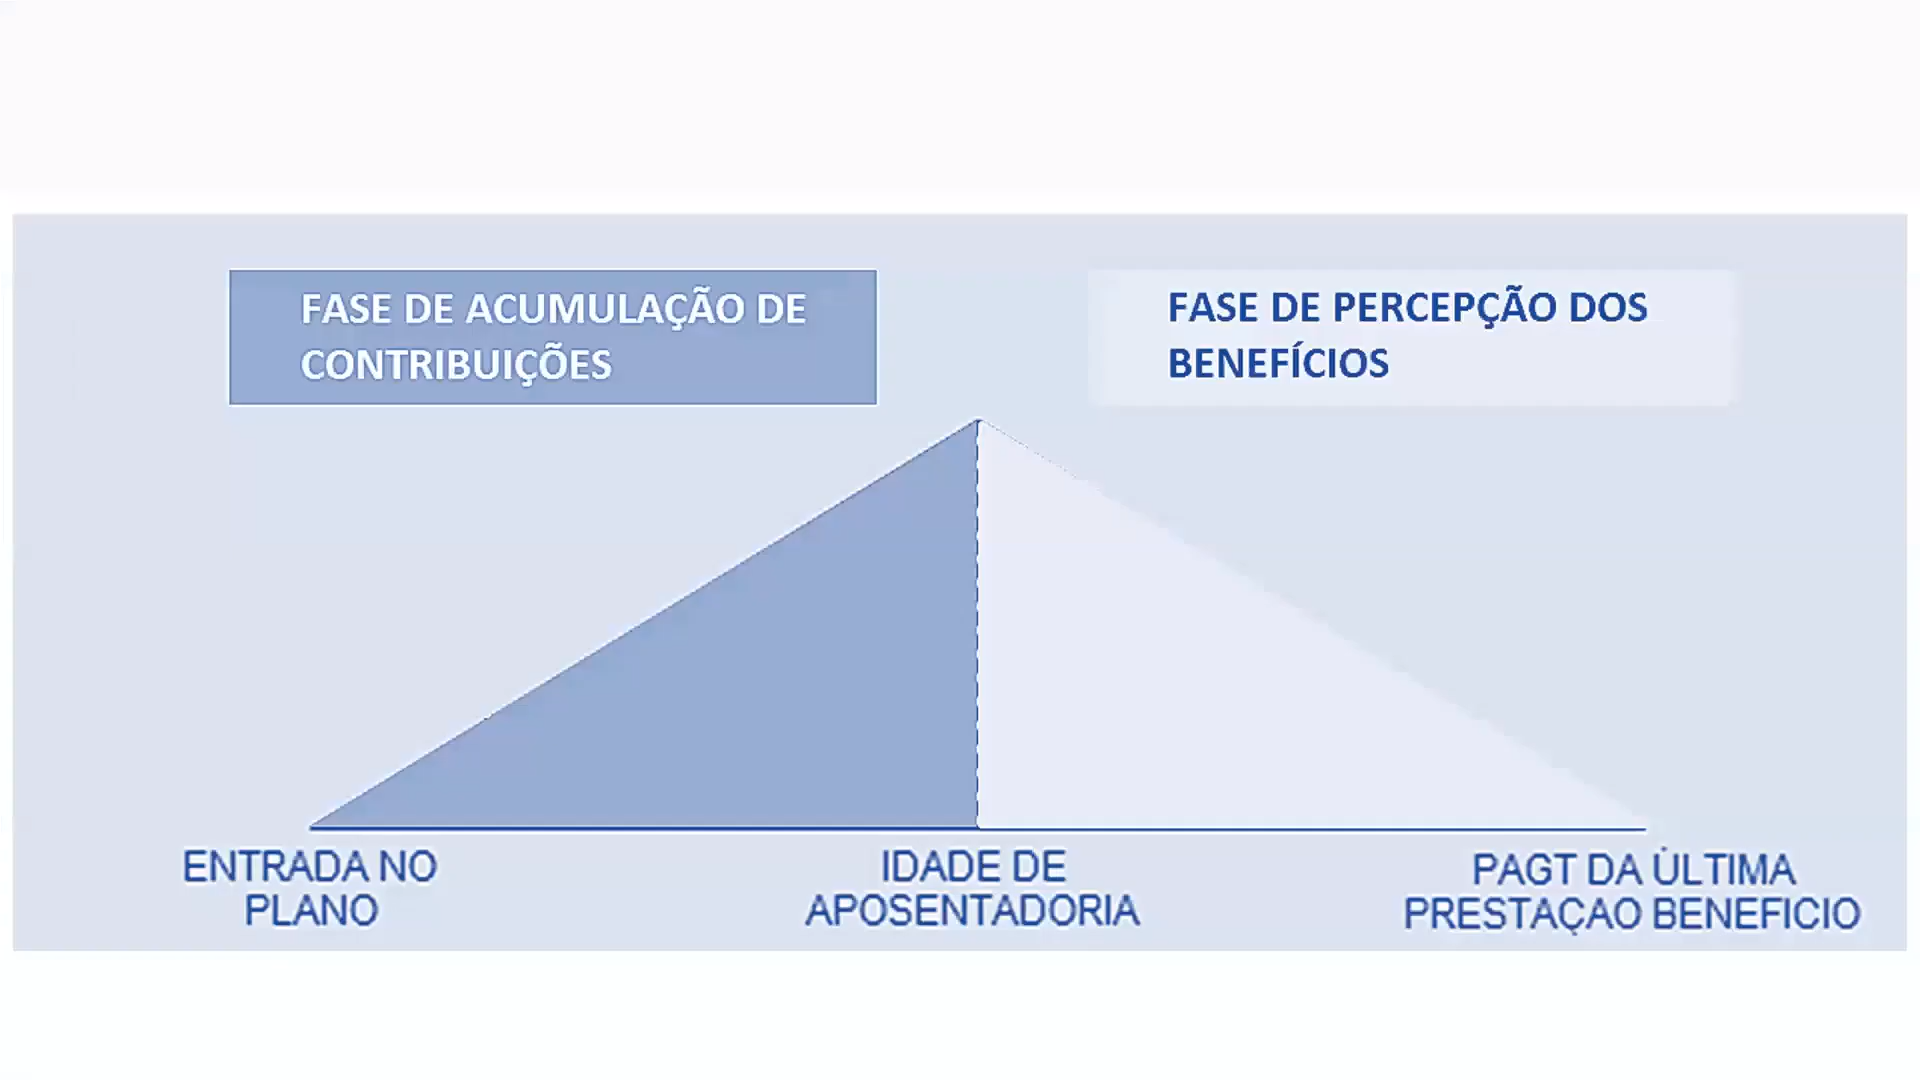 FASE DE ACUMULAÇÃO DE
CONTRIBUIÇÕES
FASE DE PERCEPÇÃO DOS
BENEFÍCIOS
ENTRADA NO
PLANO
IDADE DE
APOSENTADORIA
PAGT DA ÚLTIMA
PRESTAÇAO BENEFICIO